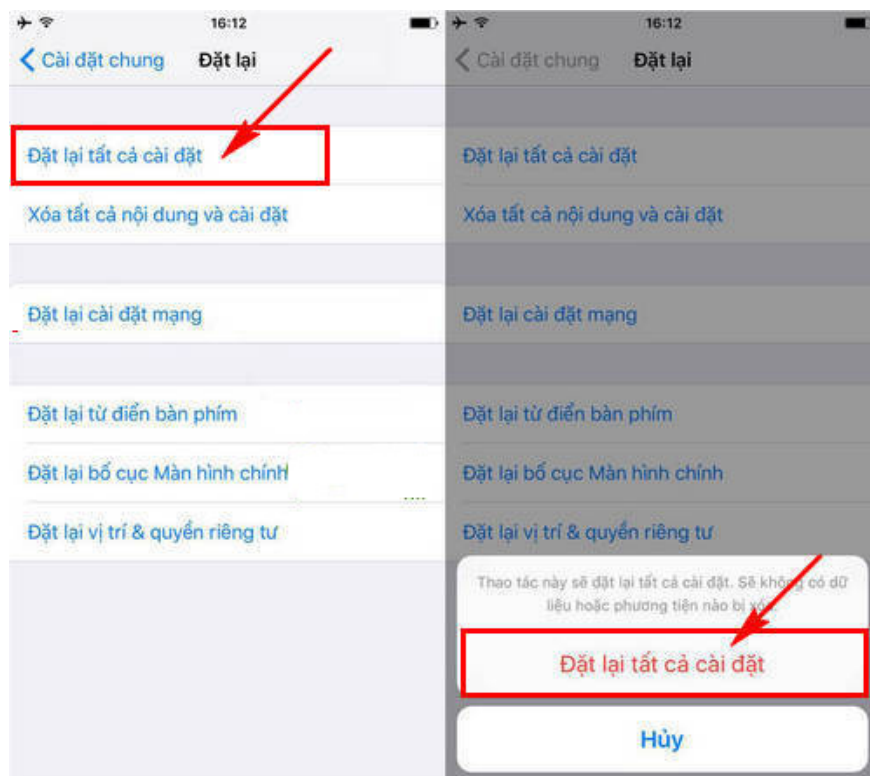 16:12
Cài đặt chung
Đặt lại
Đặt lại tất cả cài đặt
Xóa tất cả nội dung và cài đặt
Đặt lại cài đặt mạng
Đặt lại từ điển bàn phím
Đặt lại bố cục Màn hình chính
Đặt lại vị trí & quyền riêng tư
16:12
Cài đặt chung
Đặt lại
Đặt lại tất cả cài đặt
Xóa tất cả nội dung và cài đặt
Đặt lại cài đặt mạng
Đặt lại từ điển bàn phím
Đặt lại bố cục Màn hình chính
Đặt lại vị trí & quyền riêng tư
Thao tác này sẽ đặt lại tất cả cài đặt. Sẽ không có dữ
liệu hoặc phương tiện nào bị xóa.
Đặt lại tất cả cài đặt
Hủy